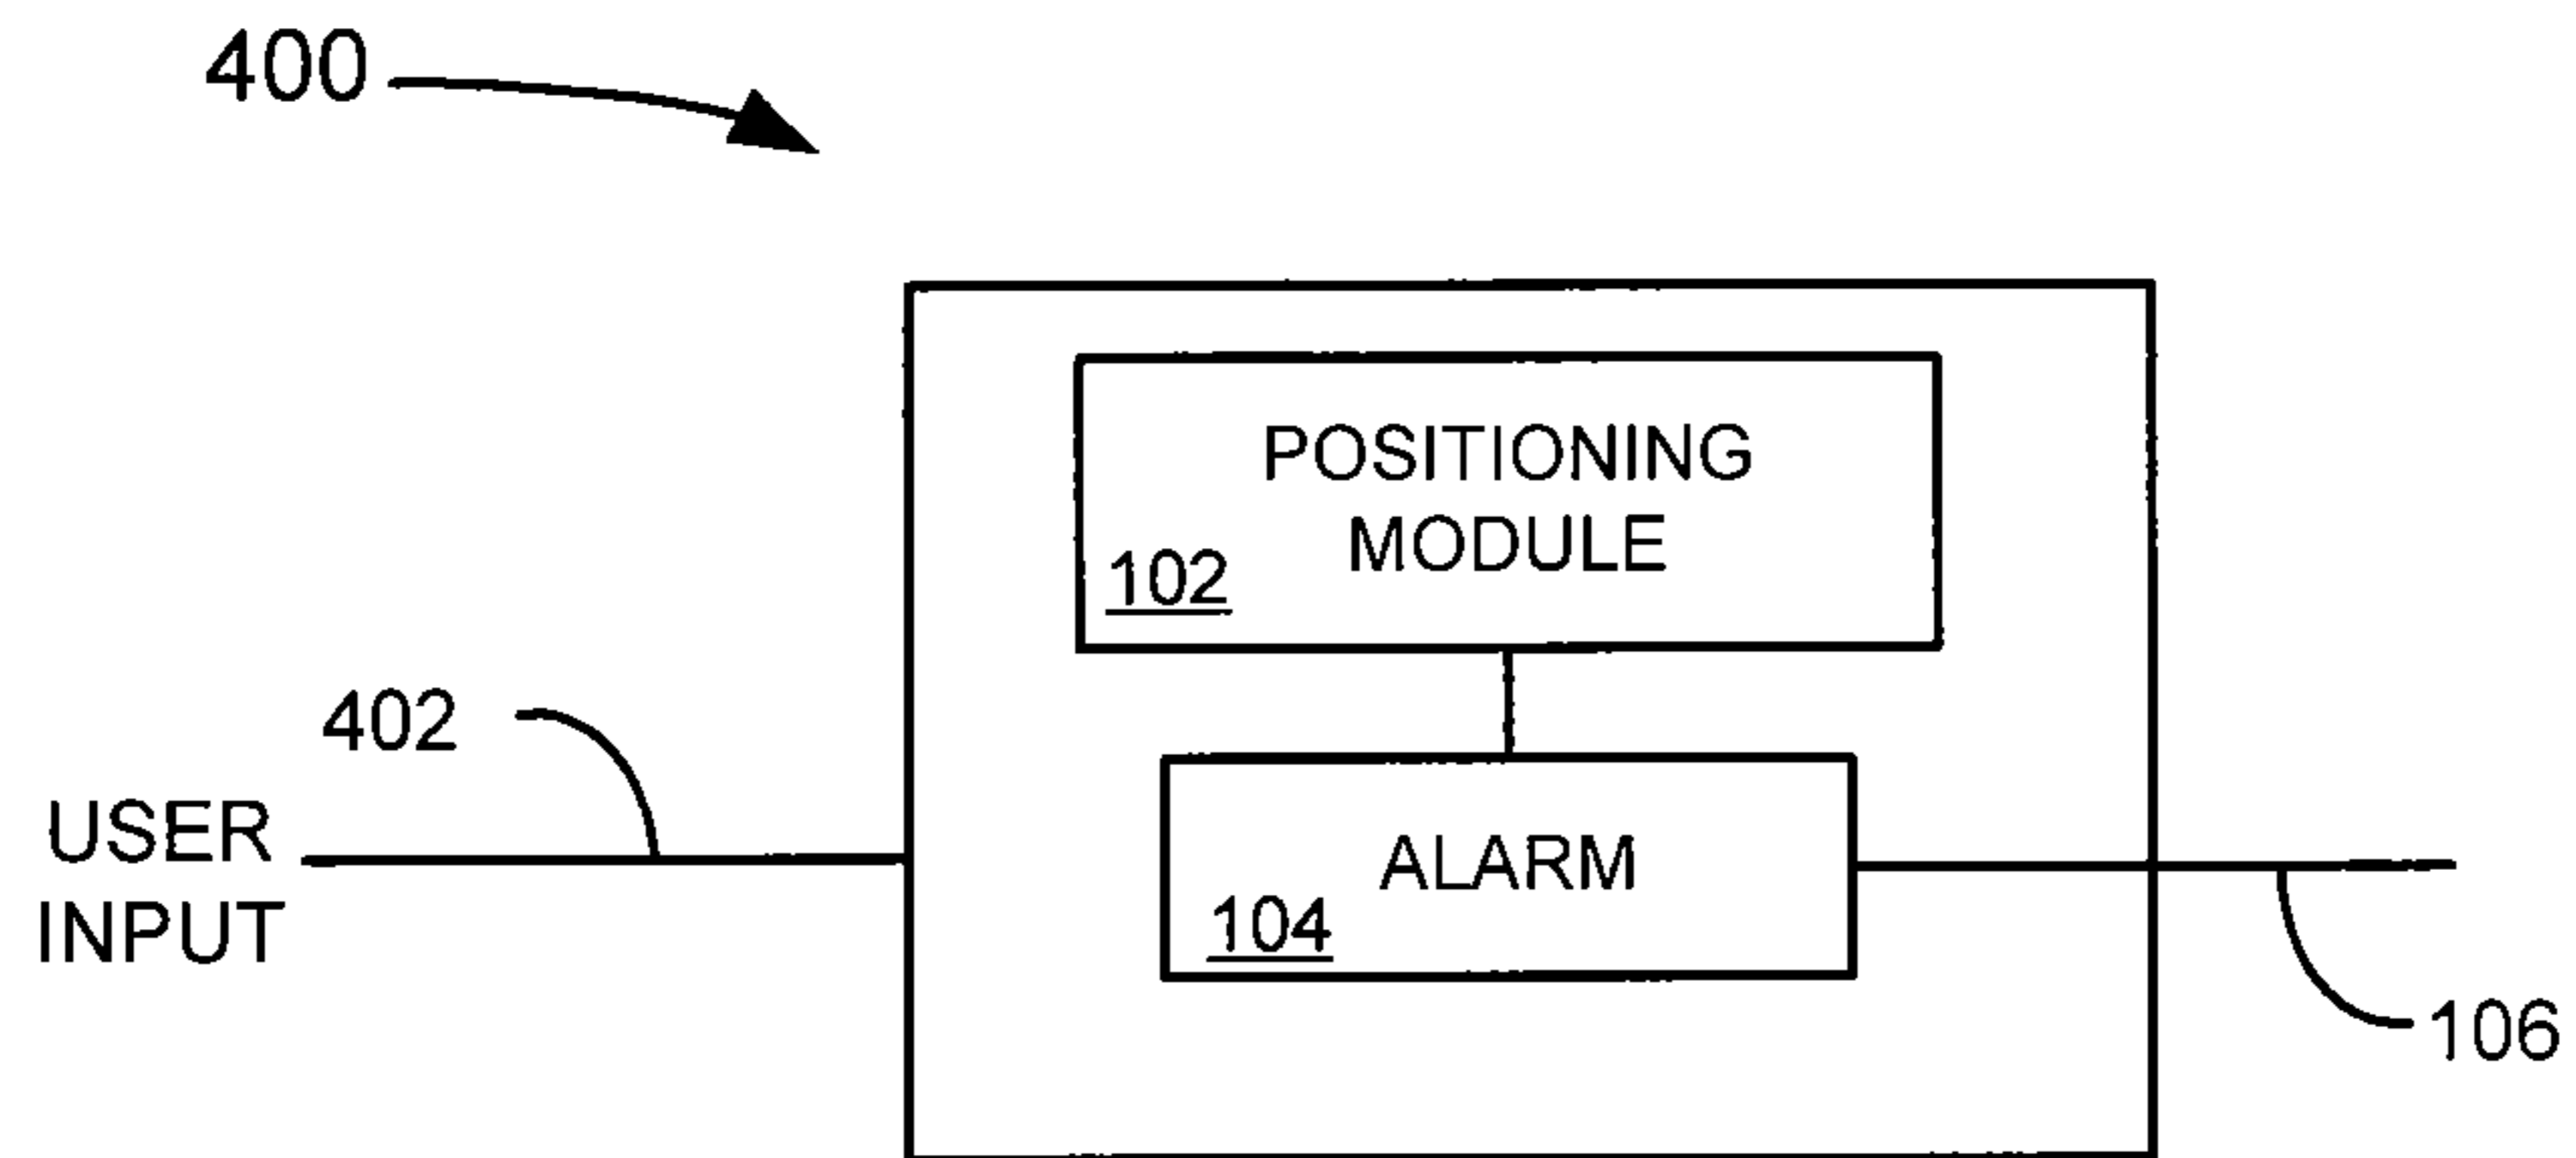 400
POSITIONING
MODULE
102
402
USER
INPUT
ALARM
104
106